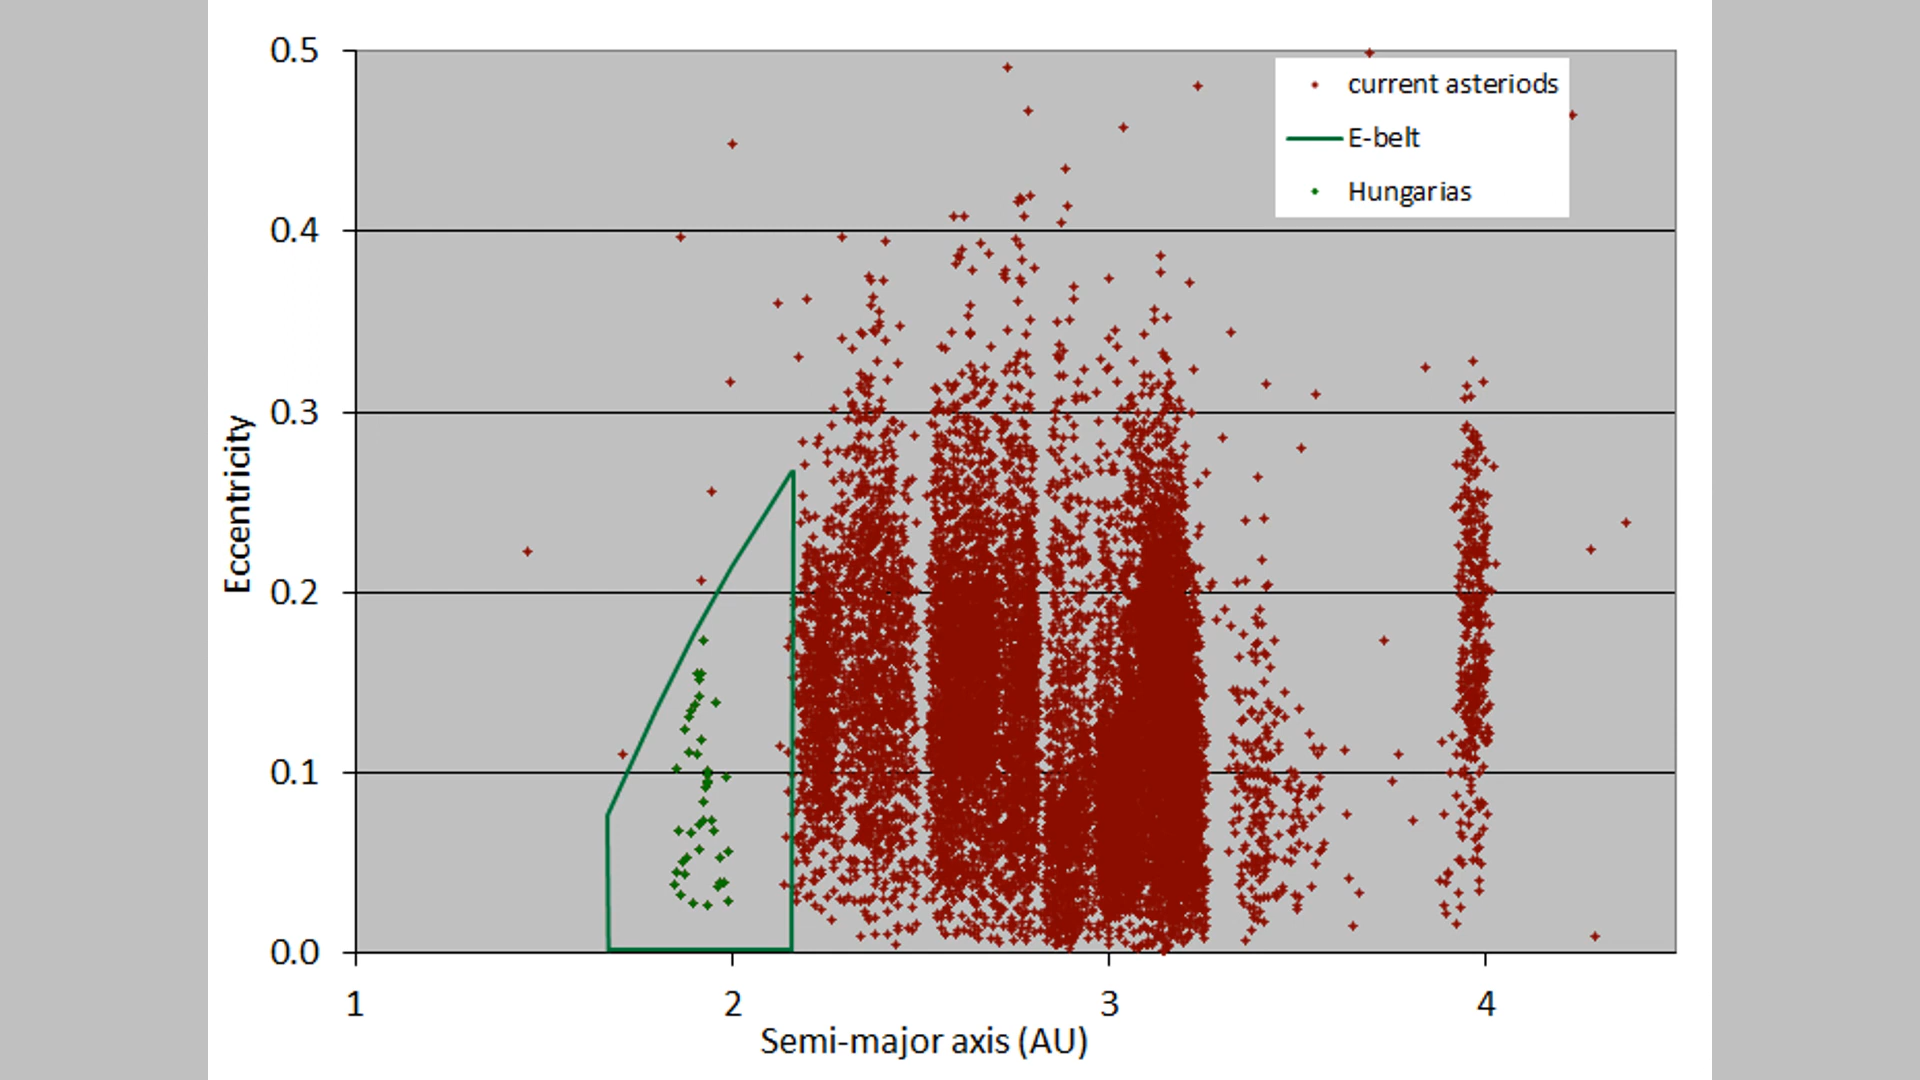 0.5
0.4
0.3
0.2
0.1
0.0
Eccentricity
current asteriods
E-belt
Hungarias
1 2 3 4
Semi-major axis (AU)